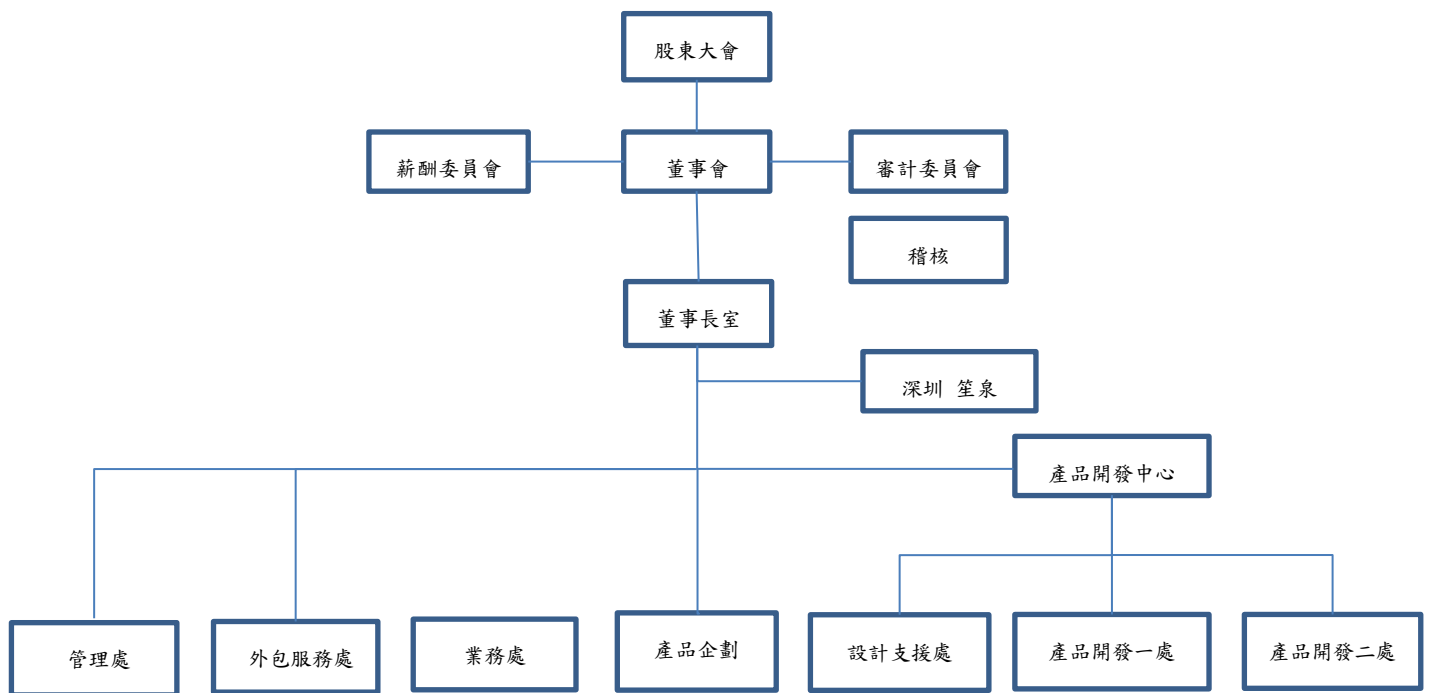 股東大會
薪酬委員會
董事會
審計委員會
稽核
董事長室
深圳 笙泉
產品開發中心
管理處
外包服務處
業務處
產品企劃
設計支援處
產品開發一處
產品開發二處